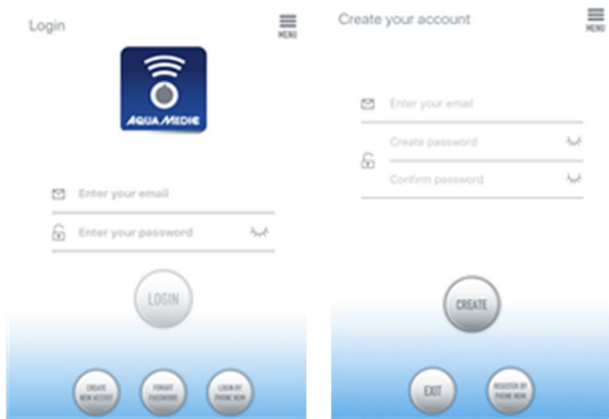 Login
MENU
AQUA MEDIC
Enter your email
Enter your password
LOGIN
CREATE
NEW ACCOUNT
FORGOT
PASSWORD
LOGIN BY
PHONE NUM
Create your account
MENU
Enter your email
Create password
Confirm password
CREATE
EXIT
REGISTER BY
PHONE NUM